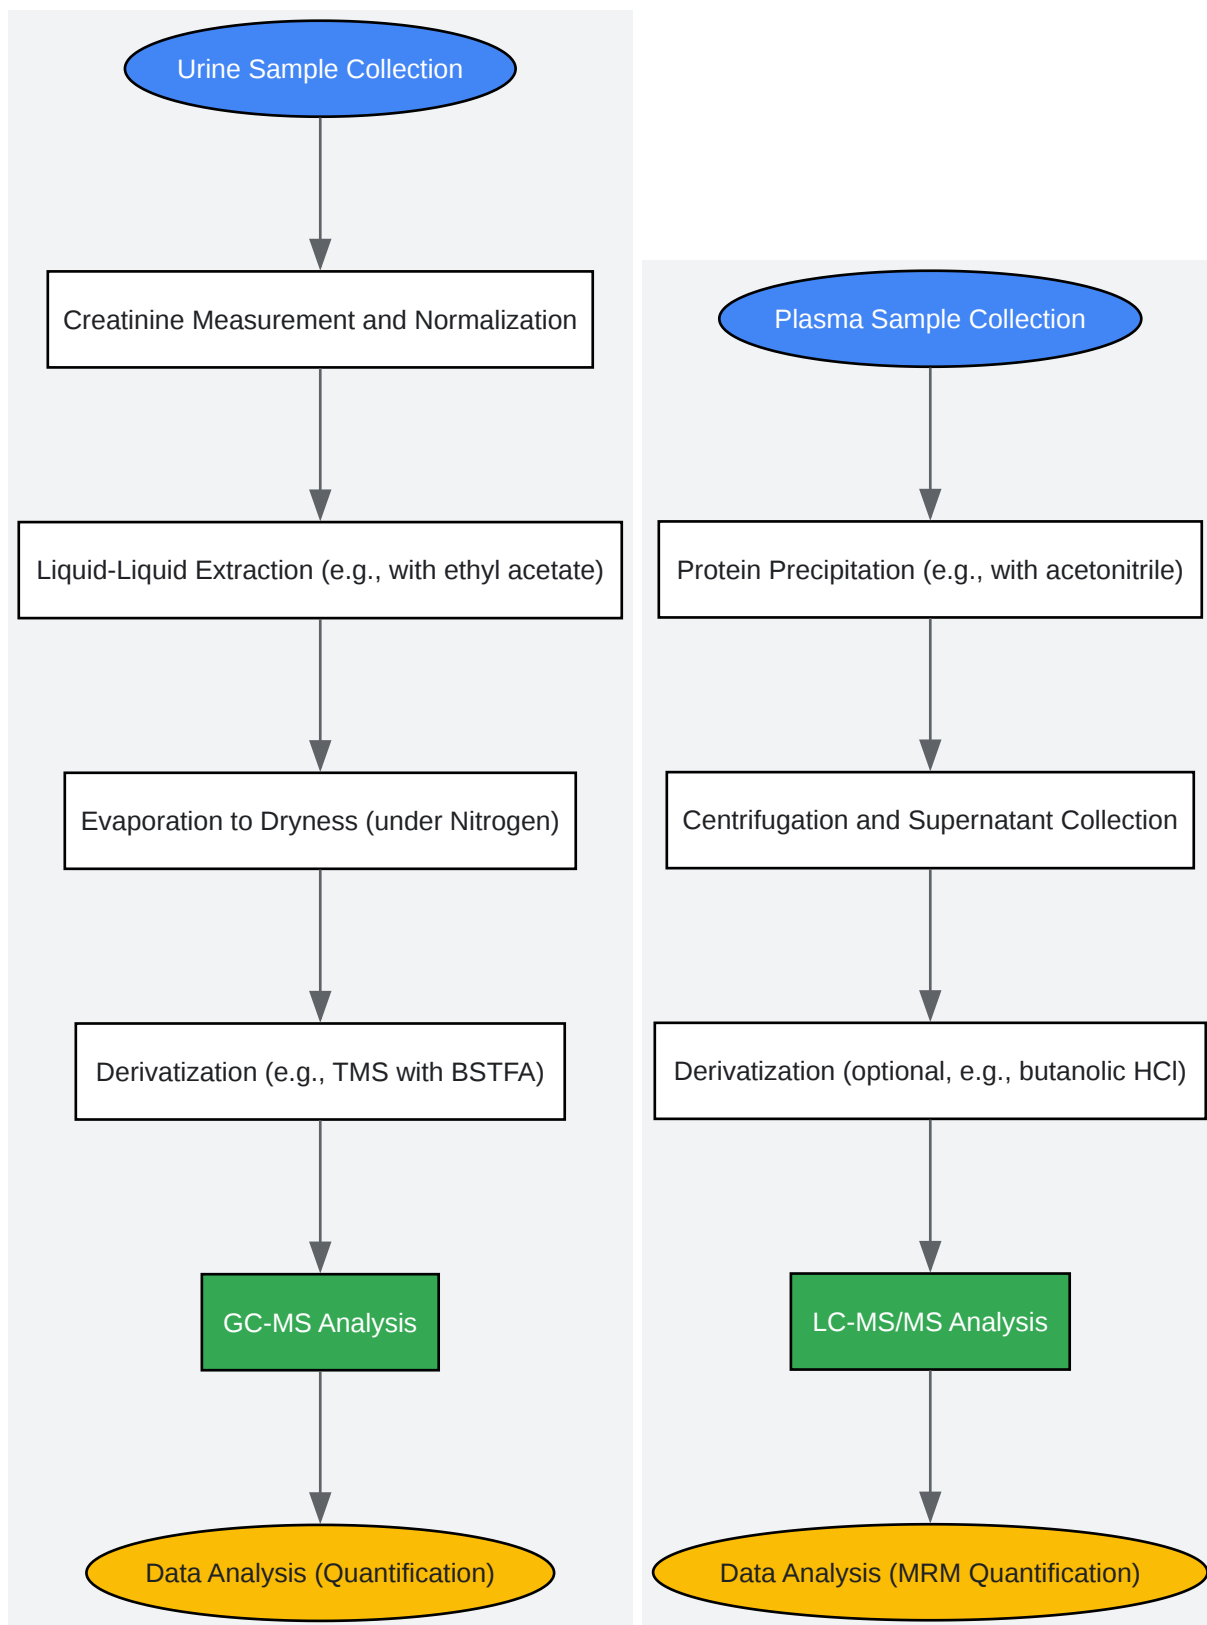 Urine Sample Collection
Creatinine Measurement and Normalization
Liquid-Liquid Extraction (e.g., with ethyl acetate)
Evaporation to Dryness (under Nitrogen)
Derivatization (e.g., TMS with BSTFA)
GC-MS Analysis
Data Analysis (Quantification)
Plasma Sample Collection
Protein Precipitation (e.g., with acetonitrile)
Centrifugation and Supernatant Collection
Derivatization (optional, e.g., butanolic HCl)
LC-MS/MS Analysis
Data Analysis (MRM Quantification)